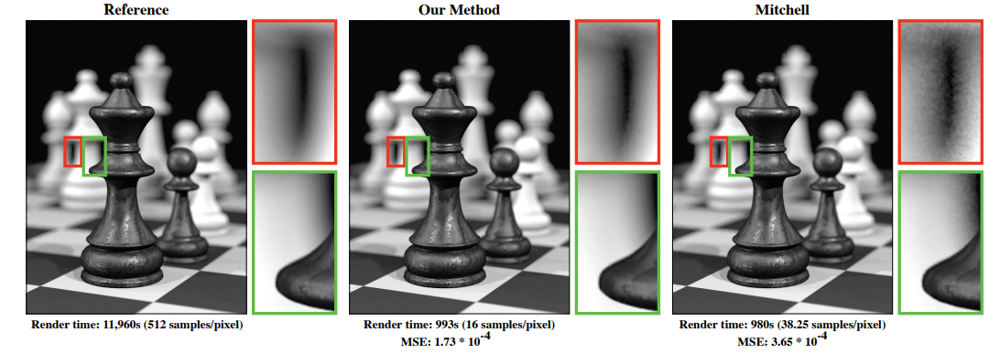 Reference
Our Method
Mitchell
Render time: 11,960s (512 samples/pixel)
Render time: 993s (16 samples/pixel)
MSE: 1.73 * 10-4
Render time: 980s (38.25 samples/pixel)
MSE: 3.65 * 10-4